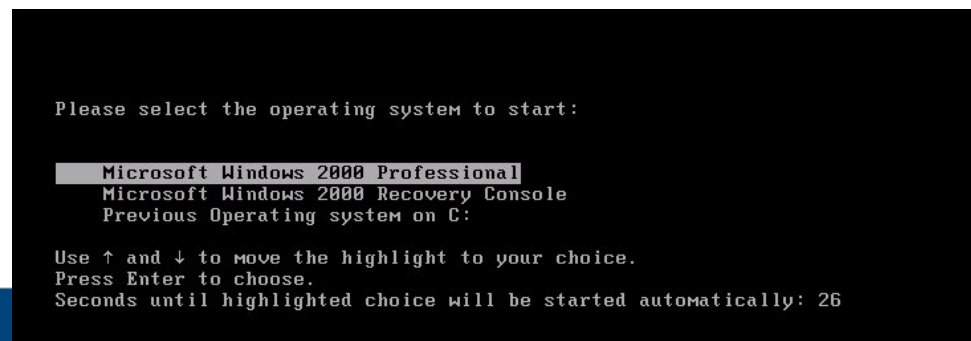 Please select the operating system to start:
Microsoft Windows 2000 Professional
Microsoft Windows 2000 Recovery Console
Previous Operating system on C:
Use ↑ and ↓ to move the highlight to your choice.
Press Enter to choose.
Seconds until highlighted choice will be started automatically: 26